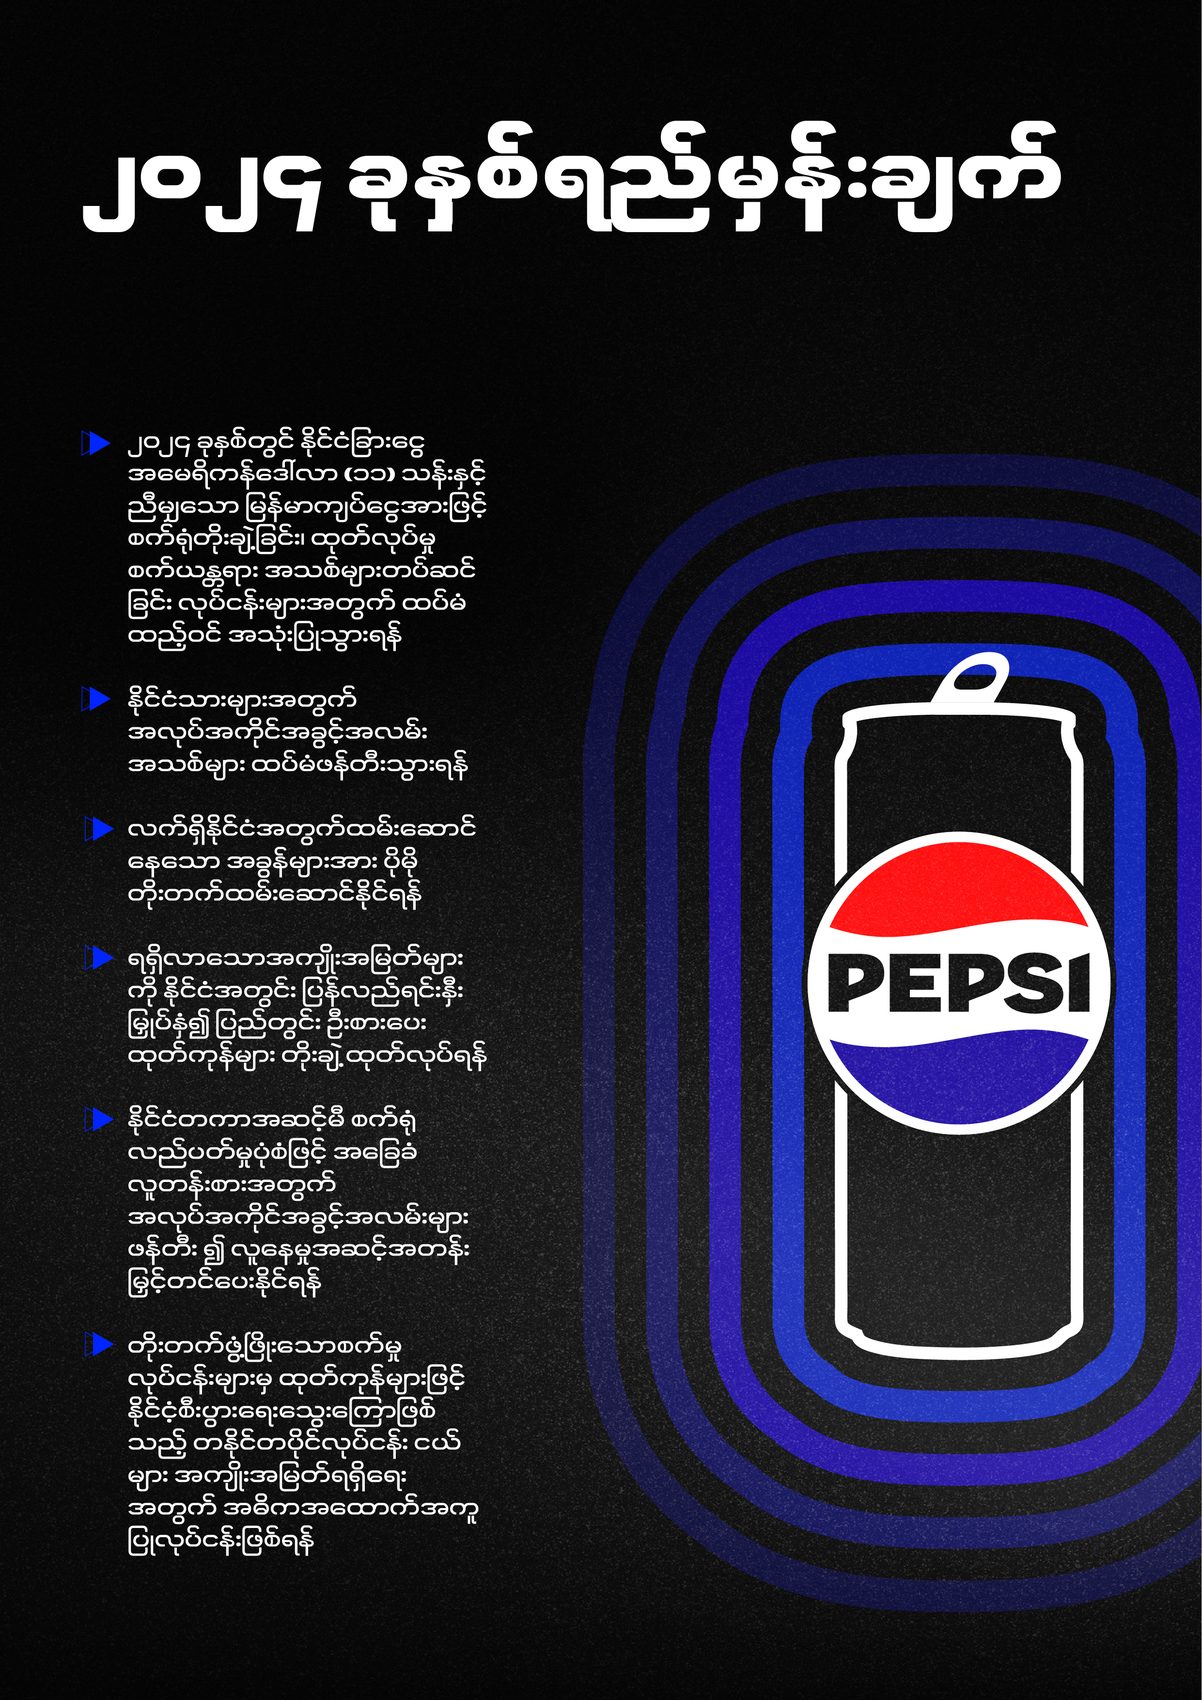 ၂၀၂၄ ခုနှစ်ရည်မှန်းချက်
၂၀၂၄ ခုနှစ်တွင် နိုင်ငံခြားငွေ
အမေရိကန်ဒေါ်လာ (၁၁) သန်းနှင့်
ညီမျှသော မြန်မာကျပ်ငွေအားဖြင့်
စက်ရုံတိုးချဲ့ခြင်း၊ ထုတ်လုပ်မှု
စက်ယန္တရား အသစ်များတပ်ဆင်
ခြင်း လုပ်ငန်းများအတွက် ထပ်မံ
ထည့်ဝင် အသုံးပြုသွားရန်
နိုင်ငံသားများအတွက်
အလုပ်အကိုင်အခွင့်အလမ်း
အသစ်များ ထပ်မံဖန်တီးသွားရန်
လက်ရှိနိုင်ငံအတွက်ထမ်းဆောင်
နေသော အခွန်များအား ပိုမို
တိုးတက်ထမ်းဆောင်နိုင်ရန်
ရရှိလာသောအကျိုးအမြတ်များ
ကို နိုင်ငံအတွင်း ပြန်လည်ရင်းနှီး
မြှုပ်နှံ၍ ပြည်တွင်း ဦးစားပေး
ထုတ်ကုန်များ တိုးချဲ့ ထုတ်လုပ်ရန်
နိုင်ငံတကာအဆင့်မီ စက်ရုံ
လည်ပတ်မှုပုံစံဖြင့် အခြေခံ
လူတန်းစားအတွက်
အလုပ်အကိုင်အခွင့်အလမ်းများ
ဖန်တီး ၍ လူနေမှုအဆင့်အတန်း
မြှင့်တင်ပေးနိုင်ရန်
တိုးတက်ဖွံ့ဖြိုးသောစက်မှု
လုပ်ငန်းများမှ ထုတ်ကုန်များဖြင့်
နိုင်ငံ့စီးပွားရေးသွေးကြောဖြစ်
သည့် တနိုင်တပိုင်လုပ်ငန်း ငယ်
များ အကျိုးအမြတ်ရရှိရေး
အတွက် အဓိကအထောက်အကူ
ပြုလုပ်ငန်းဖြစ်ရန်
PEPSI